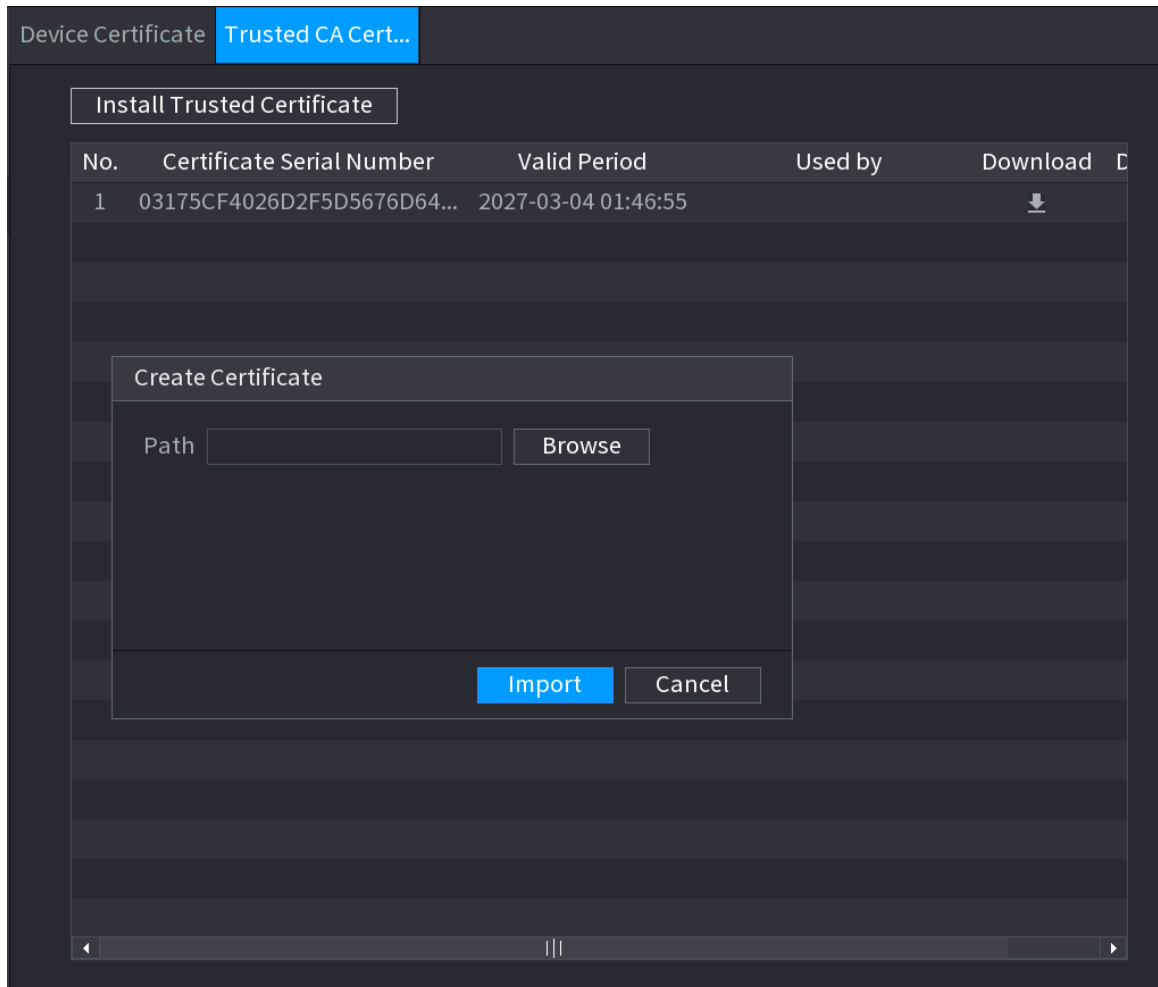 Device Certificate Trusted CA Cert...
Install Trusted Certificate
No. Certificate Serial Number Valid Period Used by Download D
1 03175CF4026D2F5D5676D64... 2027-03-04 01:46:55
Create Certificate
Path Browse
Import Cancel